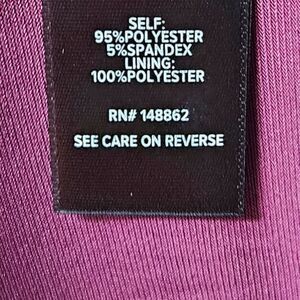 SELF:
95%POLYESTER
5%SPANDEX
LINING:
100%POLYESTER
RN# 148862
SEE CARE ON REVERSE